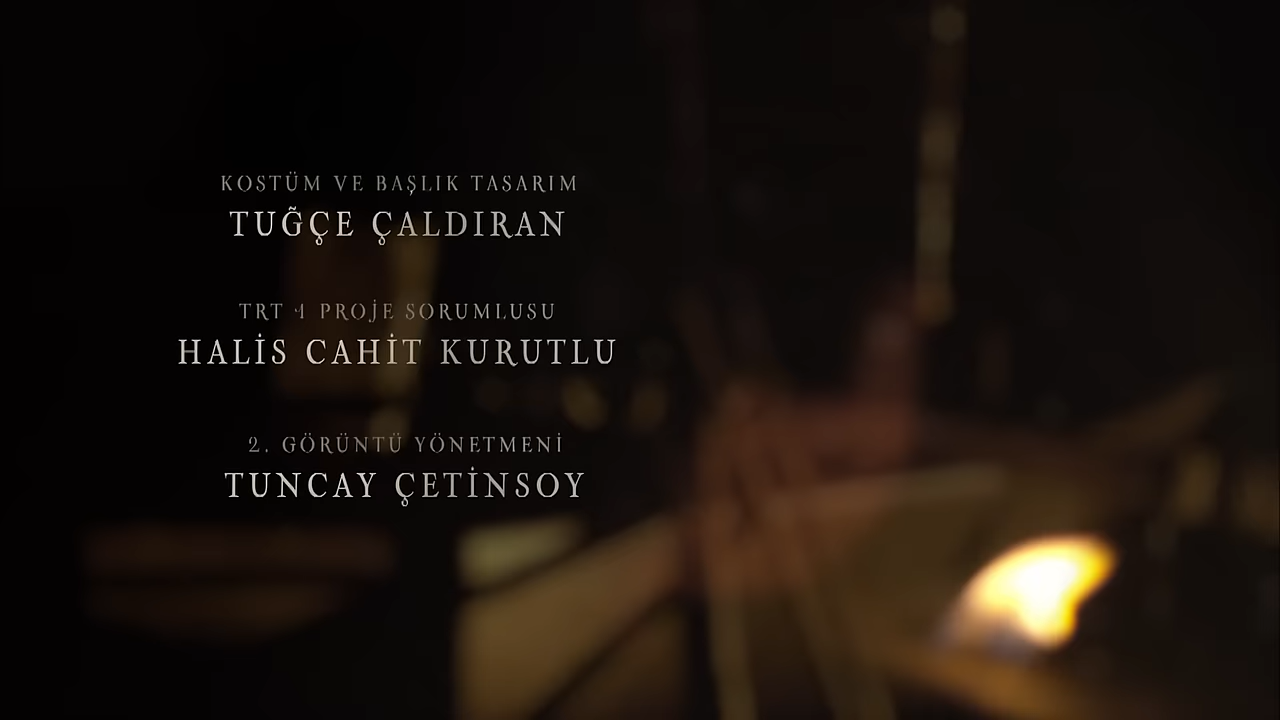 KOSTÜM VE BAŞLIK TASARIM
TUĞÇE ÇALDIRAN
TRT 1 PROJE SORUMLUSU
HALİS CAHİT KURUTLU
2. GÖRÜNTÜ YÖNETMENİ
TUNCAY ÇETİNSOY